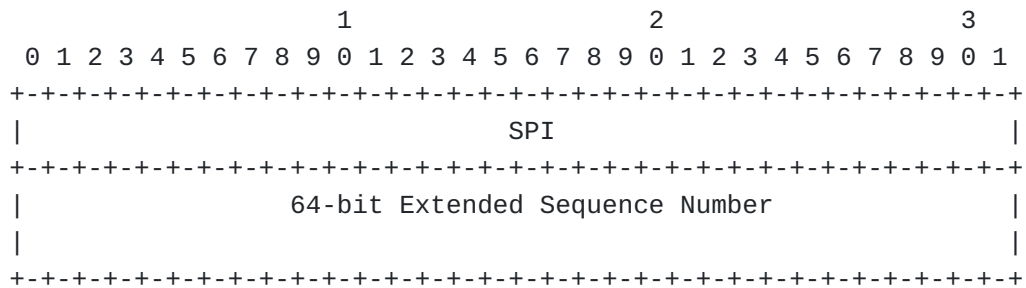 1                   2                   3
 0 1 2 3 4 5 6 7 8 9 0 1 2 3 4 5 6 7 8 9 0 1 2 3 4 5 6 7 8 9 0 1
+-+-+-+-+-+-+-+-+-+-+-+-+-+-+-+-+-+-+-+-+-+-+-+-+-+-+-+-+-+-+-+-+
|                               SPI                             |
+-+-+-+-+-+-+-+-+-+-+-+-+-+-+-+-+-+-+-+-+-+-+-+-+-+-+-+-+-+-+-+-+
|                 64-bit Extended Sequence Number               |
|                                                               |
+-+-+-+-+-+-+-+-+-+-+-+-+-+-+-+-+-+-+-+-+-+-+-+-+-+-+-+-+-+-+-+-+